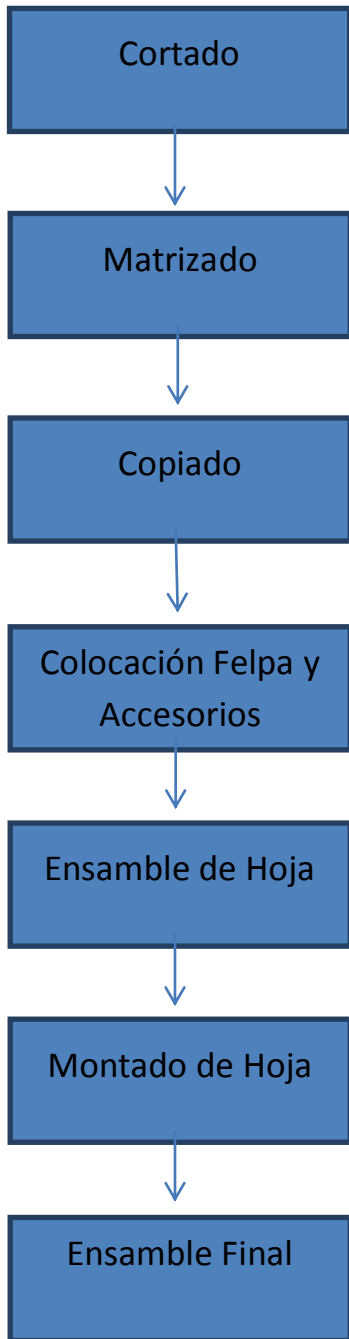 Cortado
Matrizado
Copiado
Colocación Felpa y
Accesorios
Ensamble de Hoja
Montado de Hoja
Ensamble Final